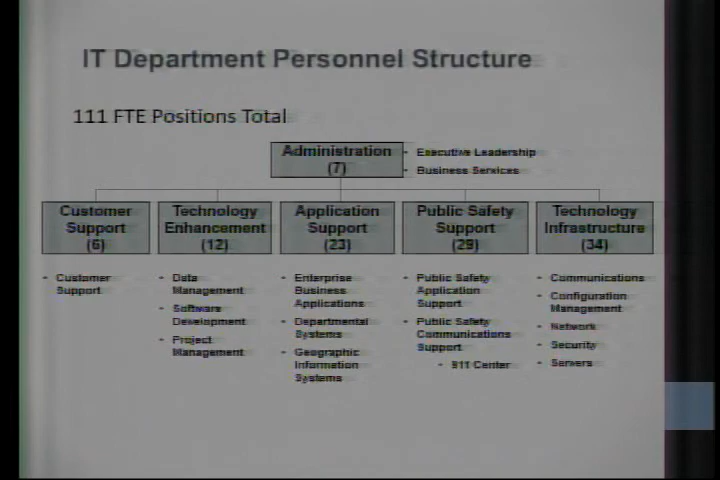 IT Department Personnel Structure
111 FTE Positions Total
Administration
(7)
• Executive Leadership
• Business Services
Customer
Support
(6)
Technology
Enhancement
(12)
Application
Support
(23)
Public Safety
Support
(29)
Technology
Infrastructure
(34)
• Customer
Support
• Data
Management
• Software
Development
• Project
Management
• Enterprise
Business
Applications
• Departmental
Systems
• Geographic
Information
Systems
• Public Safety
Application
Support
• Public Safety
Communications
Support
• 911 Center
• Communications
• Configuration
Management
• Network
• Security
• Servers